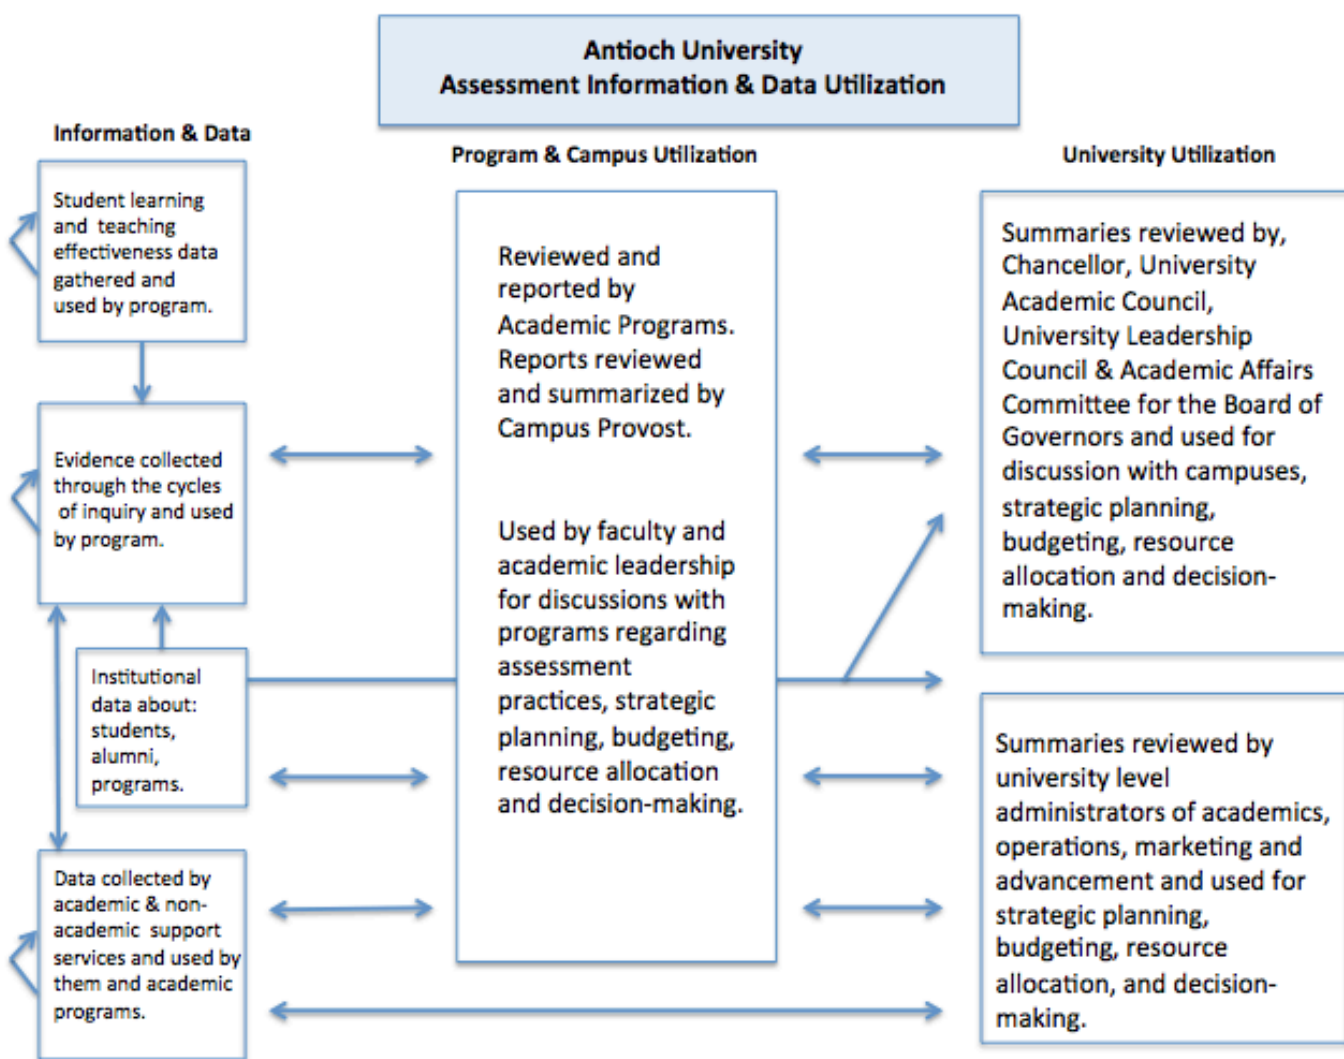 Antioch University
Assessment Information & Data Utilization
Information & Data
Student learning
and teaching
effectiveness data
gathered and
used by program.
Evidence collected
through the cycles
of inquiry and used
by program.
Institutional
data about:
students,
alumni,
programs.
Data collected by
academic & non-
academic support
services and used by
them and academic
programs.
Program & Campus Utilization
Reviewed and
reported by
Academic Programs.
Reports reviewed
and summarized by
Campus Provost.
Used by faculty and
academic leadership
for discussions with
programs regarding
assessment
practices, strategic
planning, budgeting,
resource allocation
and decision-making.
University Utilization
Summaries reviewed by,
Chancellor, University
Academic Council,
University Leadership
Council & Academic Affairs
Committee for the Board of
Governors and used for
discussion with campuses,
strategic planning,
budgeting, resource
allocation and decision-
making.
Summaries reviewed by
university level
administrators of academics,
operations, marketing and
advancement and used for
strategic planning,
budgeting, resource
allocation, and decision-
making.